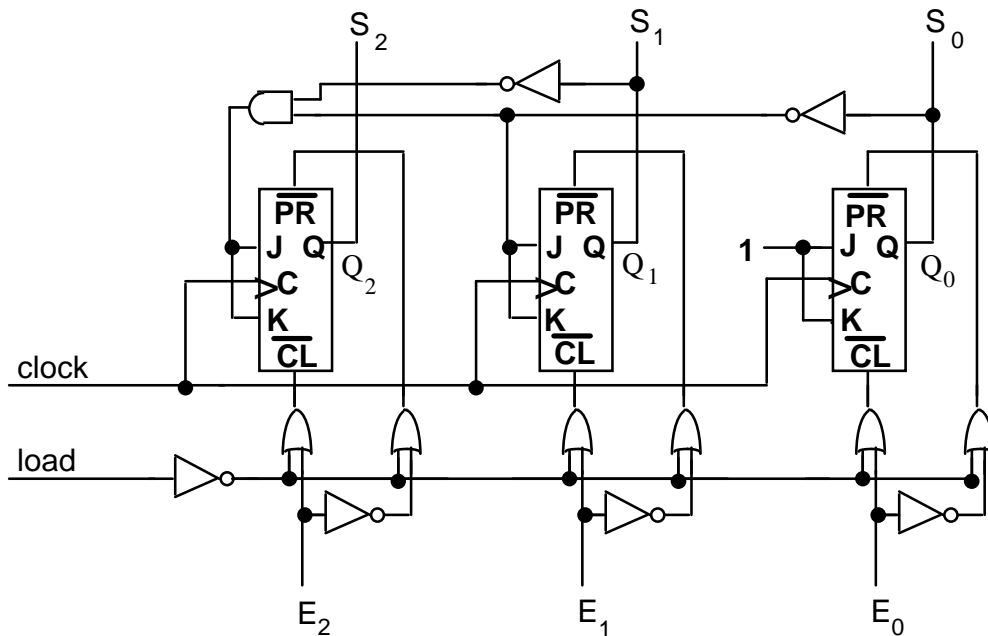 S2 S1 S0
PR PR PR
J Q J Q 1 J Q
Q2 Q1 Q0
C C C
K K K
CL CL CL
clock
load
E2 E1 E0